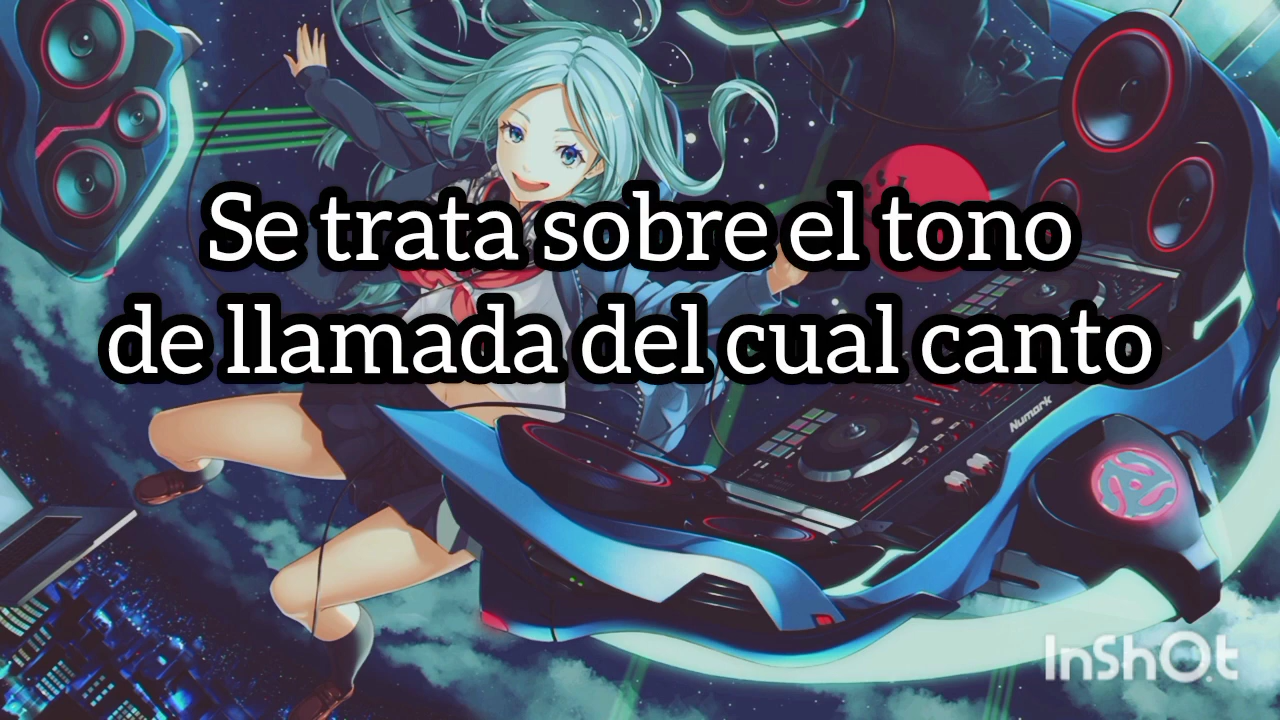 Se trata sobre el tono
de llamada del cual canto
Numark
InShOt